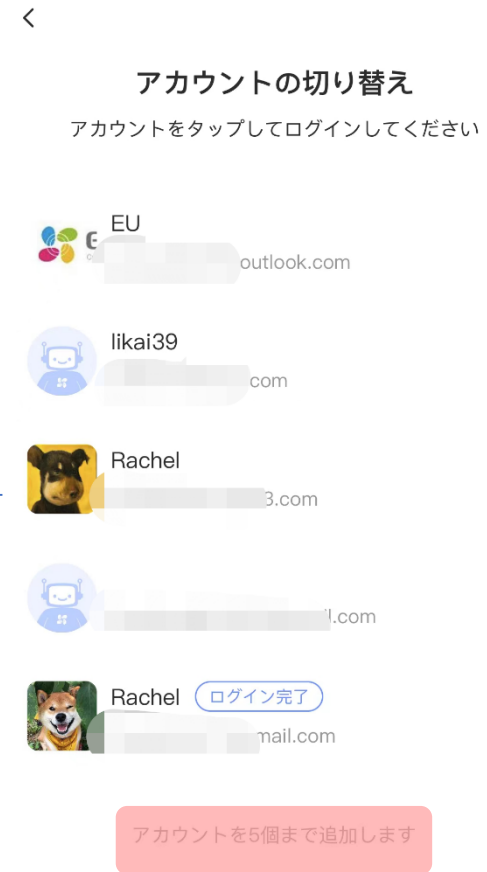 アカウントの切り替え
アカウントをタップしてログインしてください
EU
outlook.com
likai39
com
Rachel
3.com
l.com
Rachel ログイン完了
mail.com
アカウントを5個まで追加します